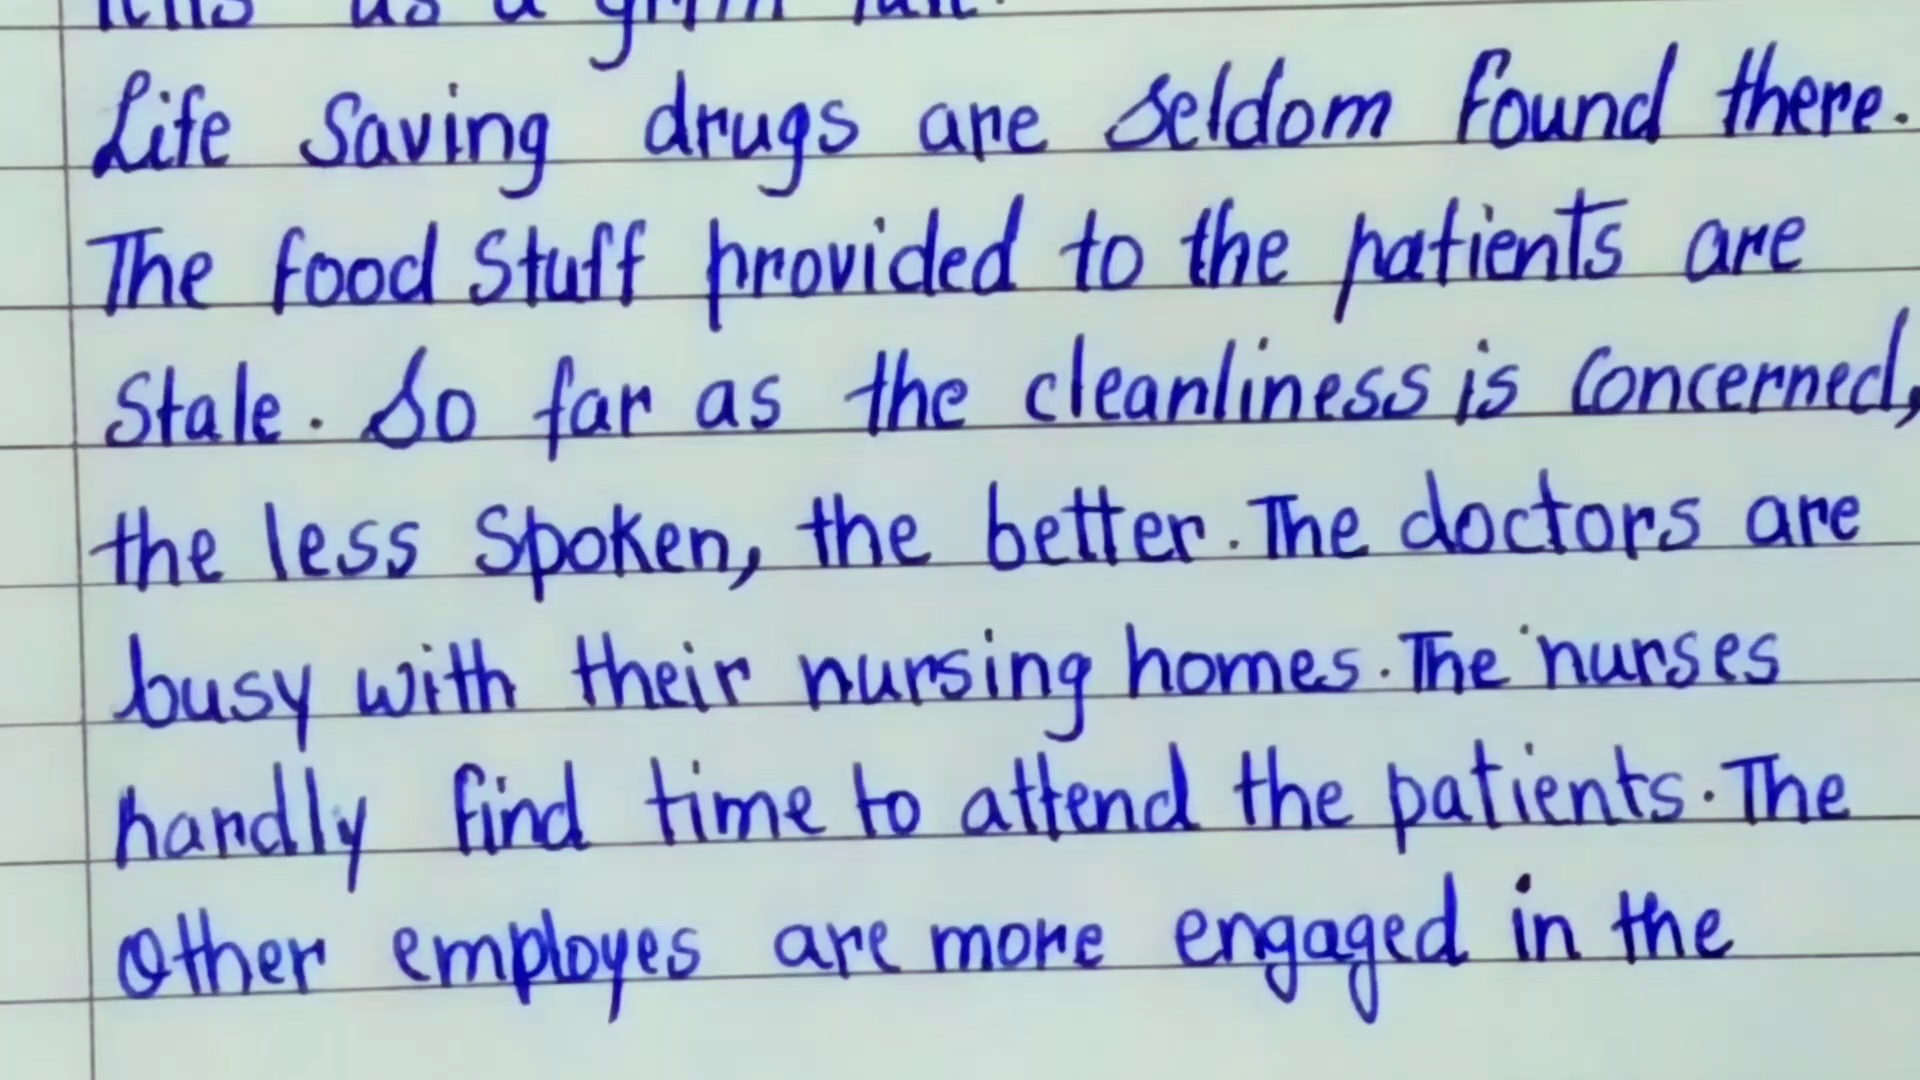 us a grim
Life Saving drugs are seldom found there.
The food Stuff provided to the patients are
Stale. So far as the cleanliness is concerned,
the less spoken, the better. The doctors are
busy with their nursing homes. The nurses
hardly find time to attend the patients. The
other employes are more engaged in the